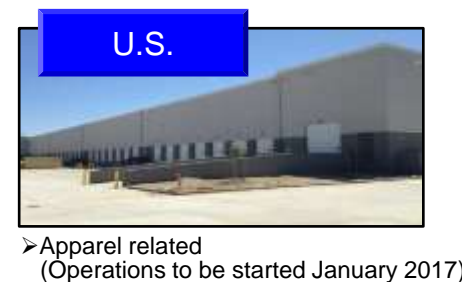 U.S.
➢Apparel related
(Operations to be started January 2017)